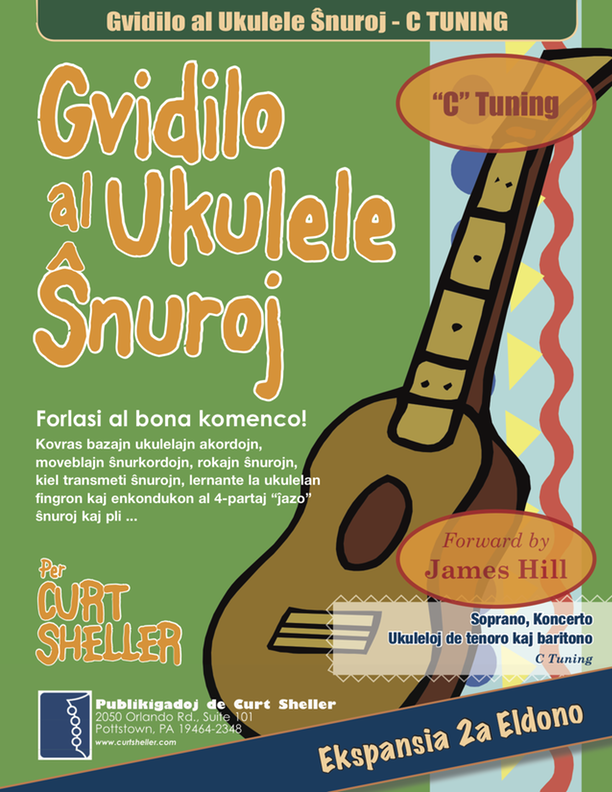 Gvidilo al Ukulele Ŝnuroj - C TUNING
"C" Tuning
Gvidilo
al Ukulele
Ŝnuroj
Forlasi al bona komenco!
Kovras bazajn ukulelajn akordojn,
moveblajn ŝnurkordojn, rokajn ŝnurojn,
kiel transmeti ŝnurojn, lernante la ukulelan
fingron kaj enkondukon al 4-partaj “ĵazo”
ŝnuroj kaj pli ...
Forward by
James Hill
Per
CURT
SHELLER
Soprano, Koncerto
Ukuleloj de tenoro kaj baritono
C Tuning
Publikigadoj de Curt Sheller
2050 Orlando Rd., Suite 101
Pottstown, PA 19464-2348
www.curtsheller.com
Ekspansia 2a Eldono